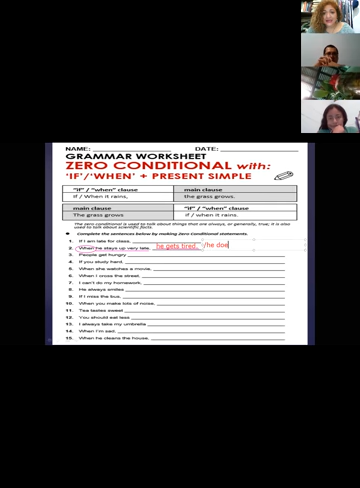 NAME: ____________ DATE: ____________
GRAMMAR WORKSHEET
ZERO CONDITIONAL with:
'IF'/'WHEN' + PRESENT SIMPLE
"IF" / "when" clause main clause
If / When it rains, the grass grows.
main clause "IF" / "when" clause
The grass grows if / when it rains.
The zero conditional is used to talk about things that are always, or generally, true; it is also
used to talk about scientific facts.
Complete the sentences below by making Zero Conditional statements.
1. If I am late for class,
2. When he stays up very late, he gets tired. /he doe
3. People get hungry
4. If you study hard,
5. When she watches a movie,
6. When I cross the street,
7. I can't do my homework,
8. He always smiles
9. If I miss the bus,
10. When you make lots of noise,
11. Tea tastes sweet
12. You should eat less
13. I always take my umbrella
14. When I'm sad,
15. When he cleans the house,